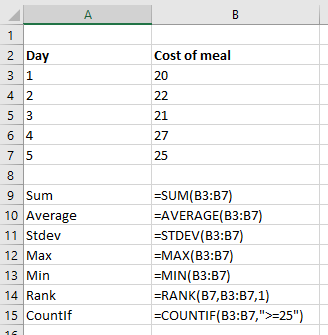 A B
1
2 Day Cost of meal
3 1 20
4 2 22
5 3 21
6 4 27
7 5 25
8
9 Sum =SUM(B3:B7)
10 Average =AVERAGE(B3:B7)
11 Stdev =STDEV(B3:B7)
12 Max =MAX(B3:B7)
13 Min =MIN(B3:B7)
14 Rank =RANK(B7,B3:B7,1)
15 CountIf =COUNTIF(B3:B7,">=25")